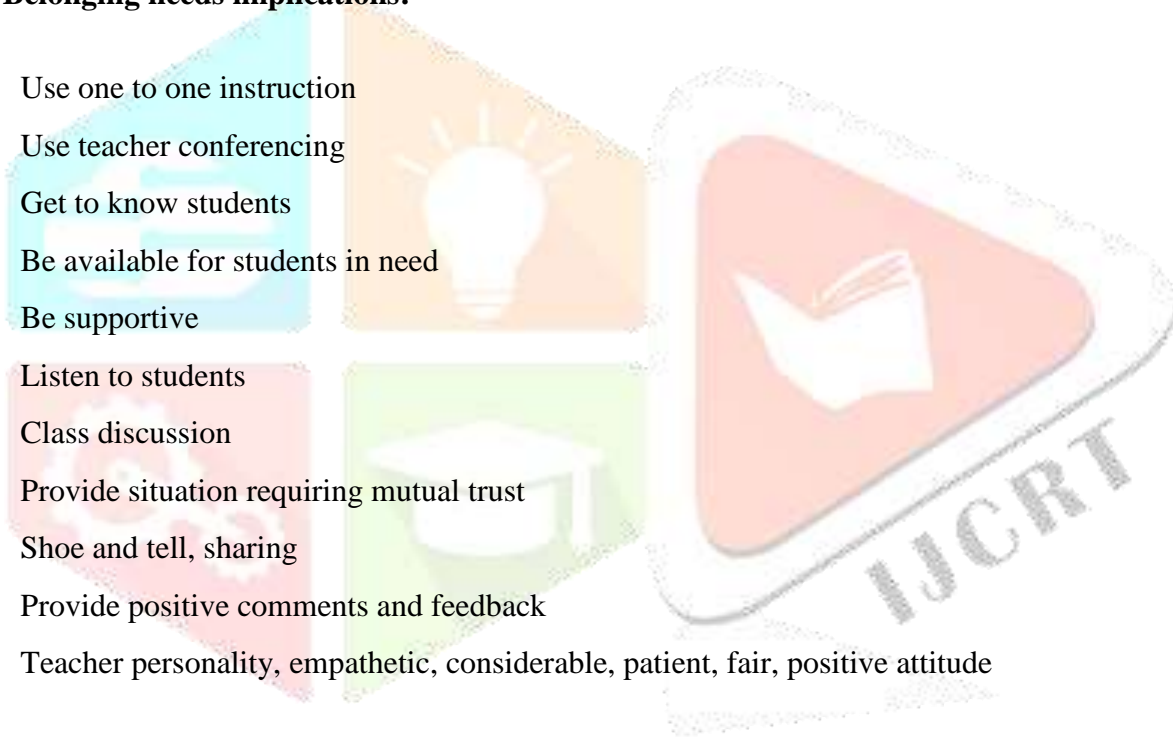 Belonging needs implications:
Use one to one instruction
Use teacher conferencing
Get to know students
Be available for students in need
Be supportive
Listen to students
Class discussion
Provide situation requiring mutual trust
Shoe and tell, sharing
Provide positive comments and feedback
Teacher personality, empathetic, considerable, patient, fair, positive attitude
IJCRT